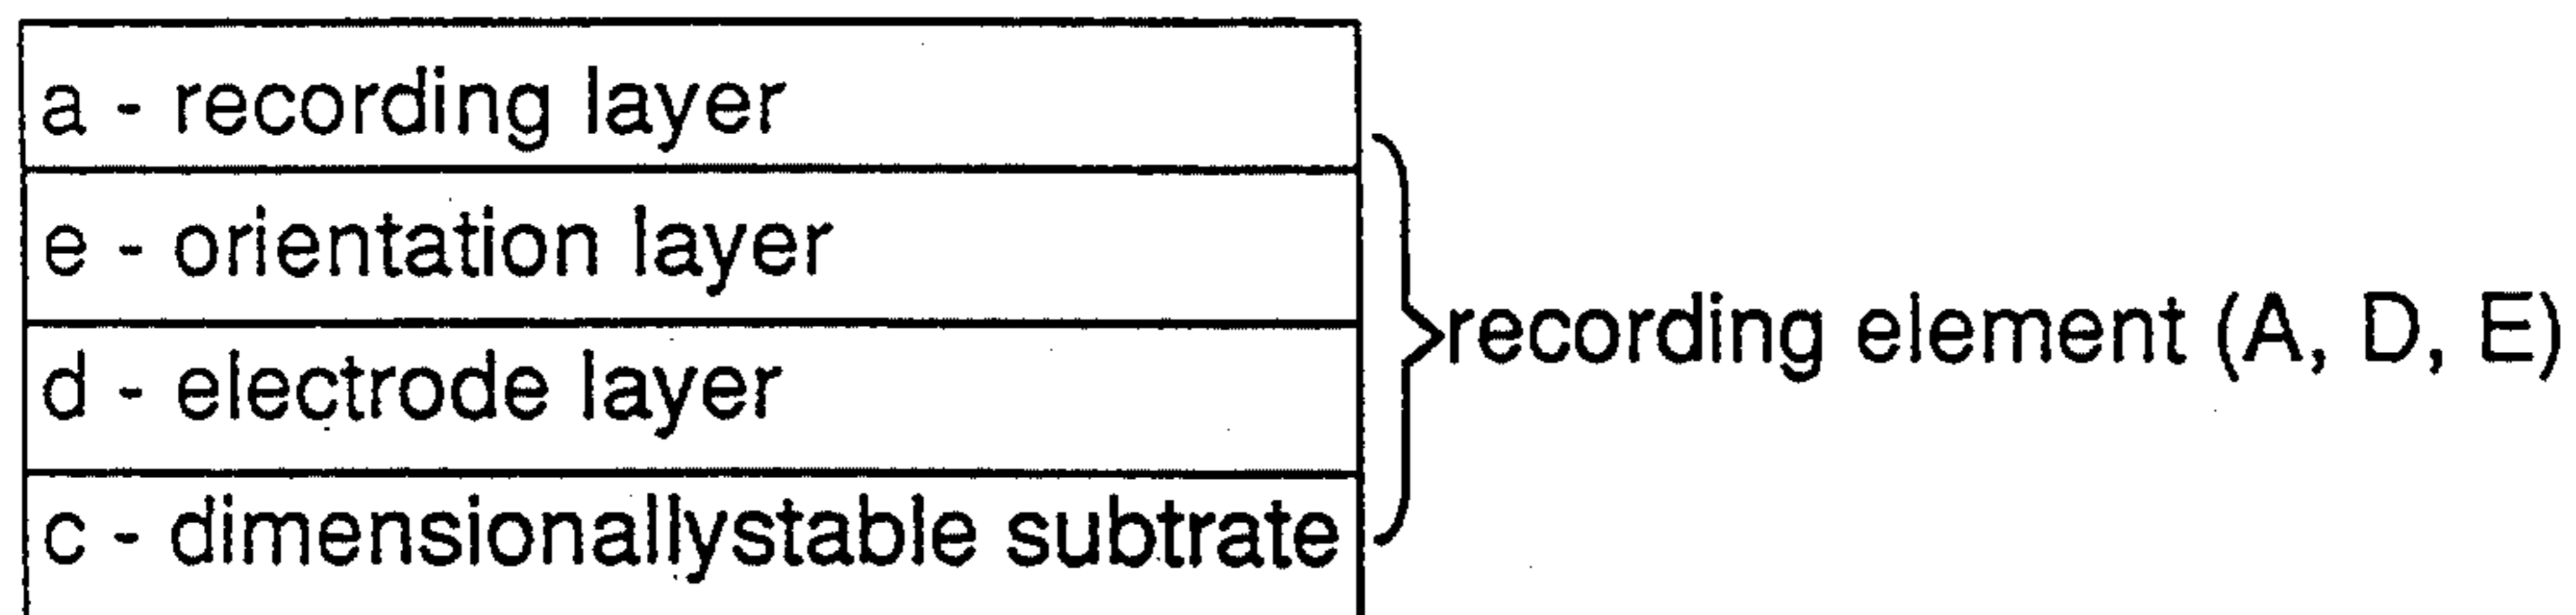 a - recording layer
e - orientation layer
d - electrode layer
c - dimensionallystable subtrate
recording element (A, D, E)